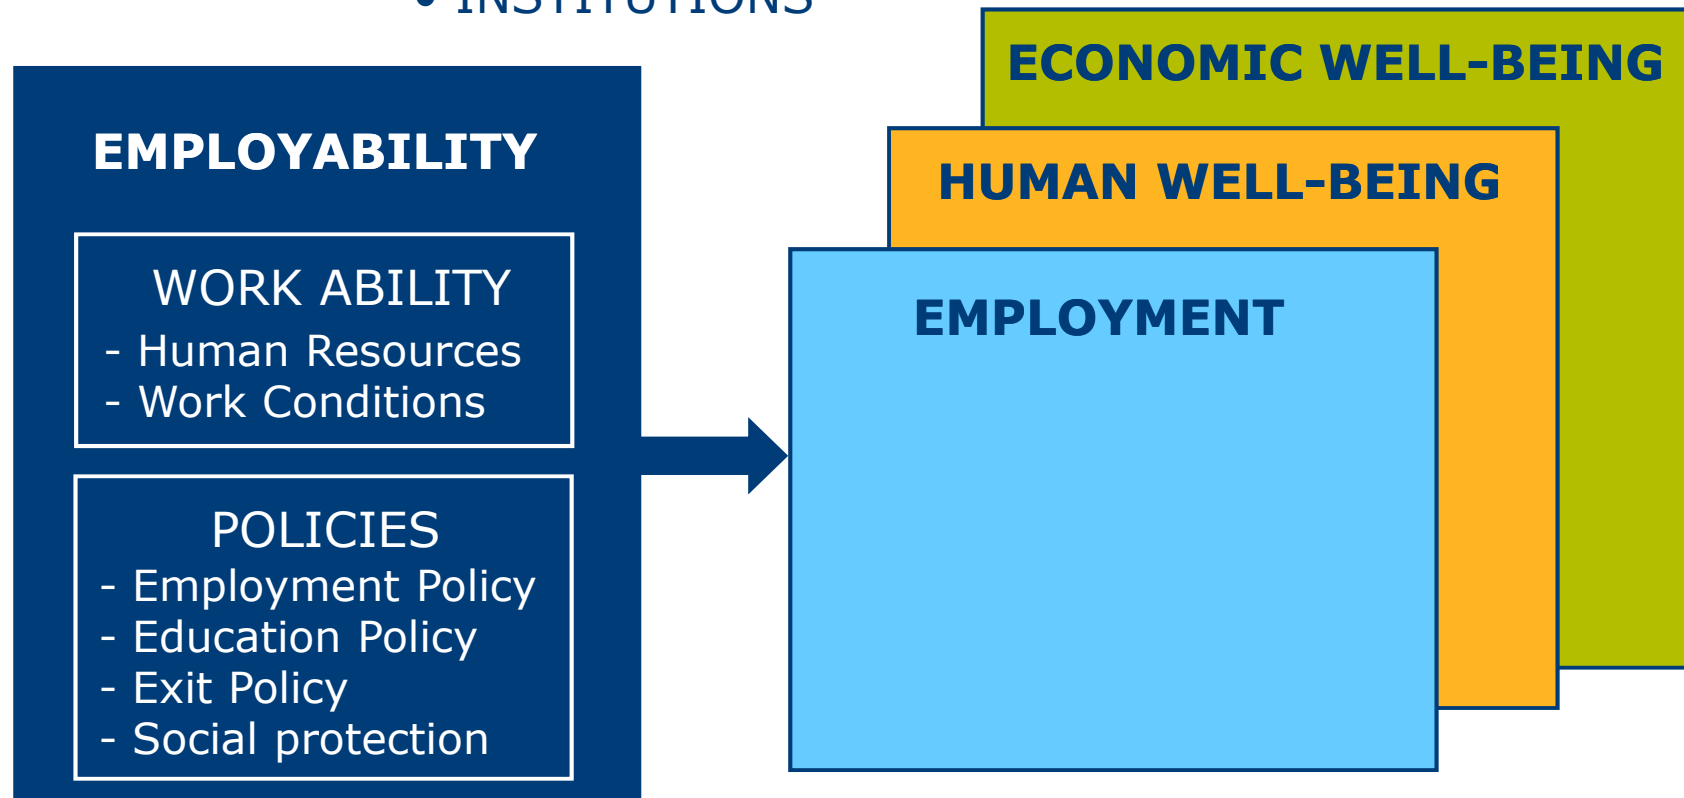 • INSTITUTIONS
EMPLOYABILITY
WORK ABILITY
- Human Resources
- Work Conditions
POLICIES
- Employment Policy
- Education Policy
- Exit Policy
- Social protection
ECONOMIC WELL-BEING
HUMAN WELL-BEING
EMPLOYMENT